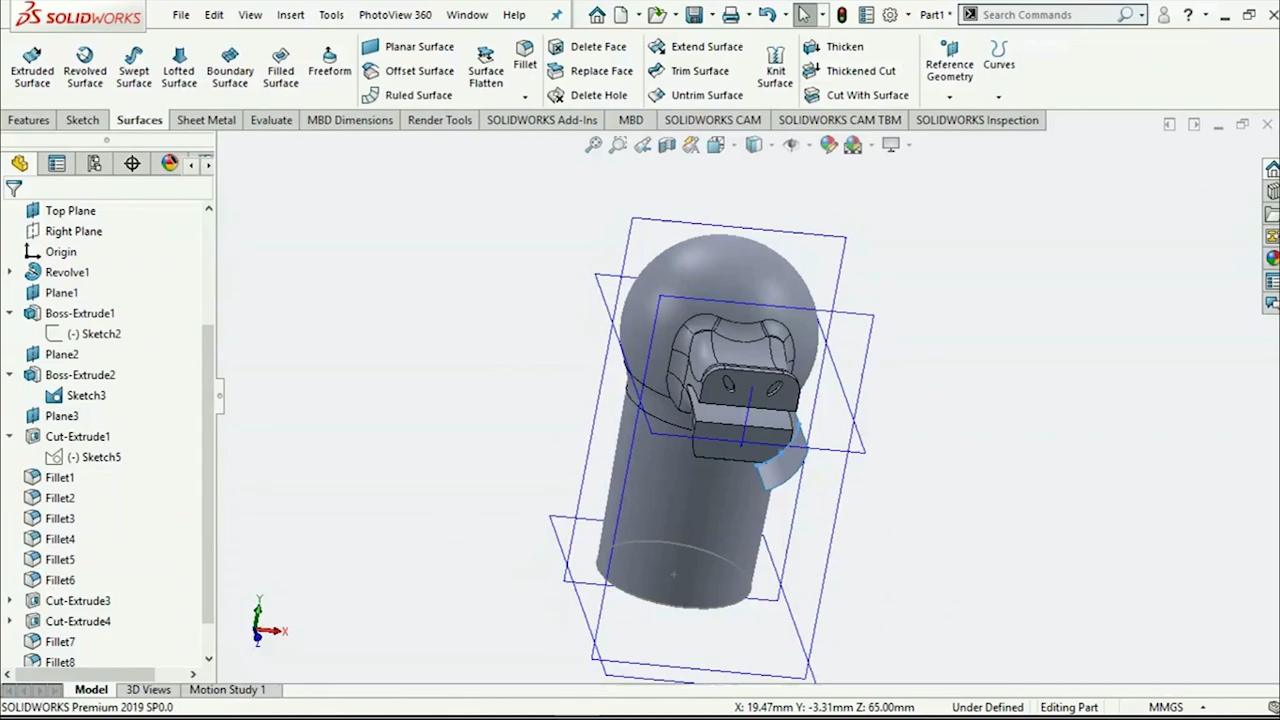 SOLIDWORKS File Edit View Insert Tools PhotoView 360 Window Help Part1 * Search Commands ?
Extruded Surface
Revolved Surface
Swept Surface
Lofted Surface
Boundary Surface
Filled Surface
Freeform
Planar Surface
Offset Surface
Ruled Surface
Surface Flatten
Fillet
Delete Face
Replace Face
Delete Hole
Extend Surface
Trim Surface
Untrim Surface
Knit Surface
Thicken
Thickened Cut
Cut With Surface
Reference Geometry
Curves
Features Sketch Surfaces Sheet Metal Evaluate MBD Dimensions Render Tools SOLIDWORKS Add-Ins MBD SOLIDWORKS CAM SOLIDWORKS CAM TBM SOLIDWORKS Inspection
Top Plane
Right Plane
Origin
Revolve1
Plane1
Boss-Extrude1
(-) Sketch2
Plane2
Boss-Extrude2
Sketch3
Plane3
Cut-Extrude1
(-) Sketch5
Fillet1
Fillet2
Fillet3
Fillet4
Fillet5
Fillet6
Cut-Extrude3
Cut-Extrude4
Fillet7
Fillet8
Y
X
Z
Model 3D Views Motion Study 1
SOLIDWORKS Premium 2019 SP0.0 X: 19.47mm Y: -3.31mm Z: 65.00mm Under Defined Editing Part MMGS